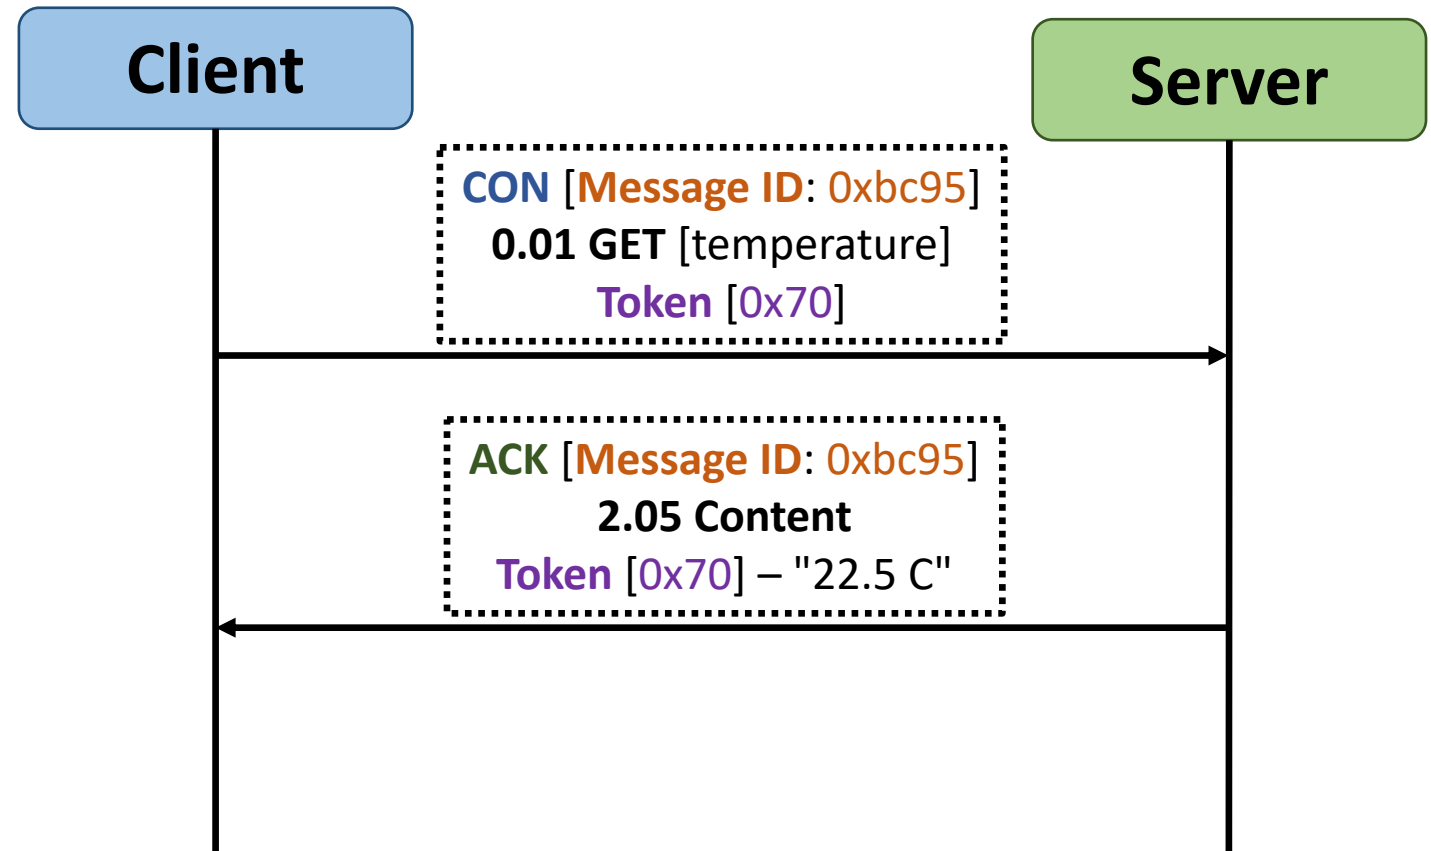 Client
Server
CON [Message ID: 0xbc95]
0.01 GET [temperature]
Token [0x70]
ACK [Message ID: 0xbc95]
2.05 Content
Token [0x70] – "22.5 C"